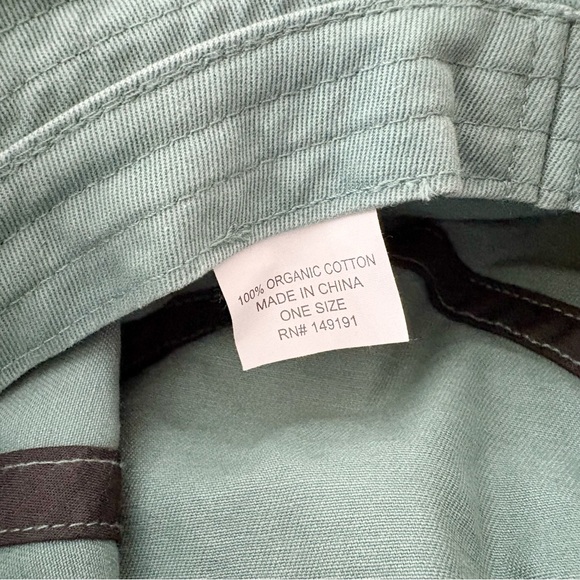 100% ORGANIC COTTON
MADE IN CHINA
ONE SIZE
RN# 149191